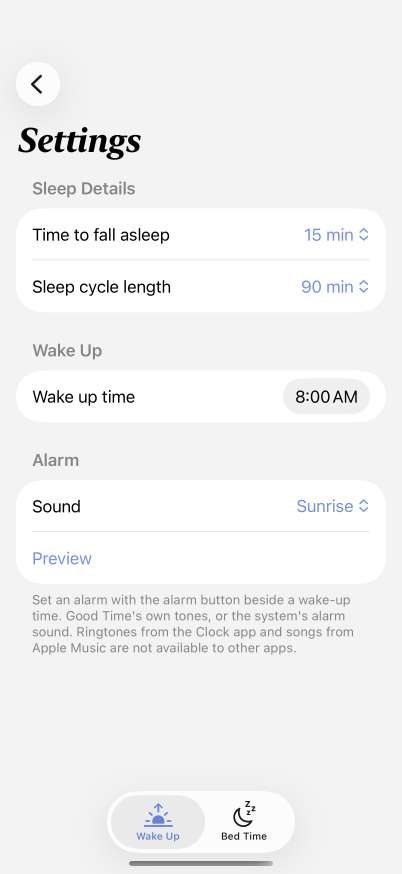 Settings
Sleep Details
Time to fall asleep 15 min
Sleep cycle length 90 min
Wake Up
Wake up time 8:00 AM
Alarm
Sound Sunrise
Preview
Set an alarm with the alarm button beside a wake-up
time. Good Time's own tones, or the system's alarm
sound. Ringtones from the Clock app and songs from
Apple Music are not available to other apps.
Wake Up Bed Time